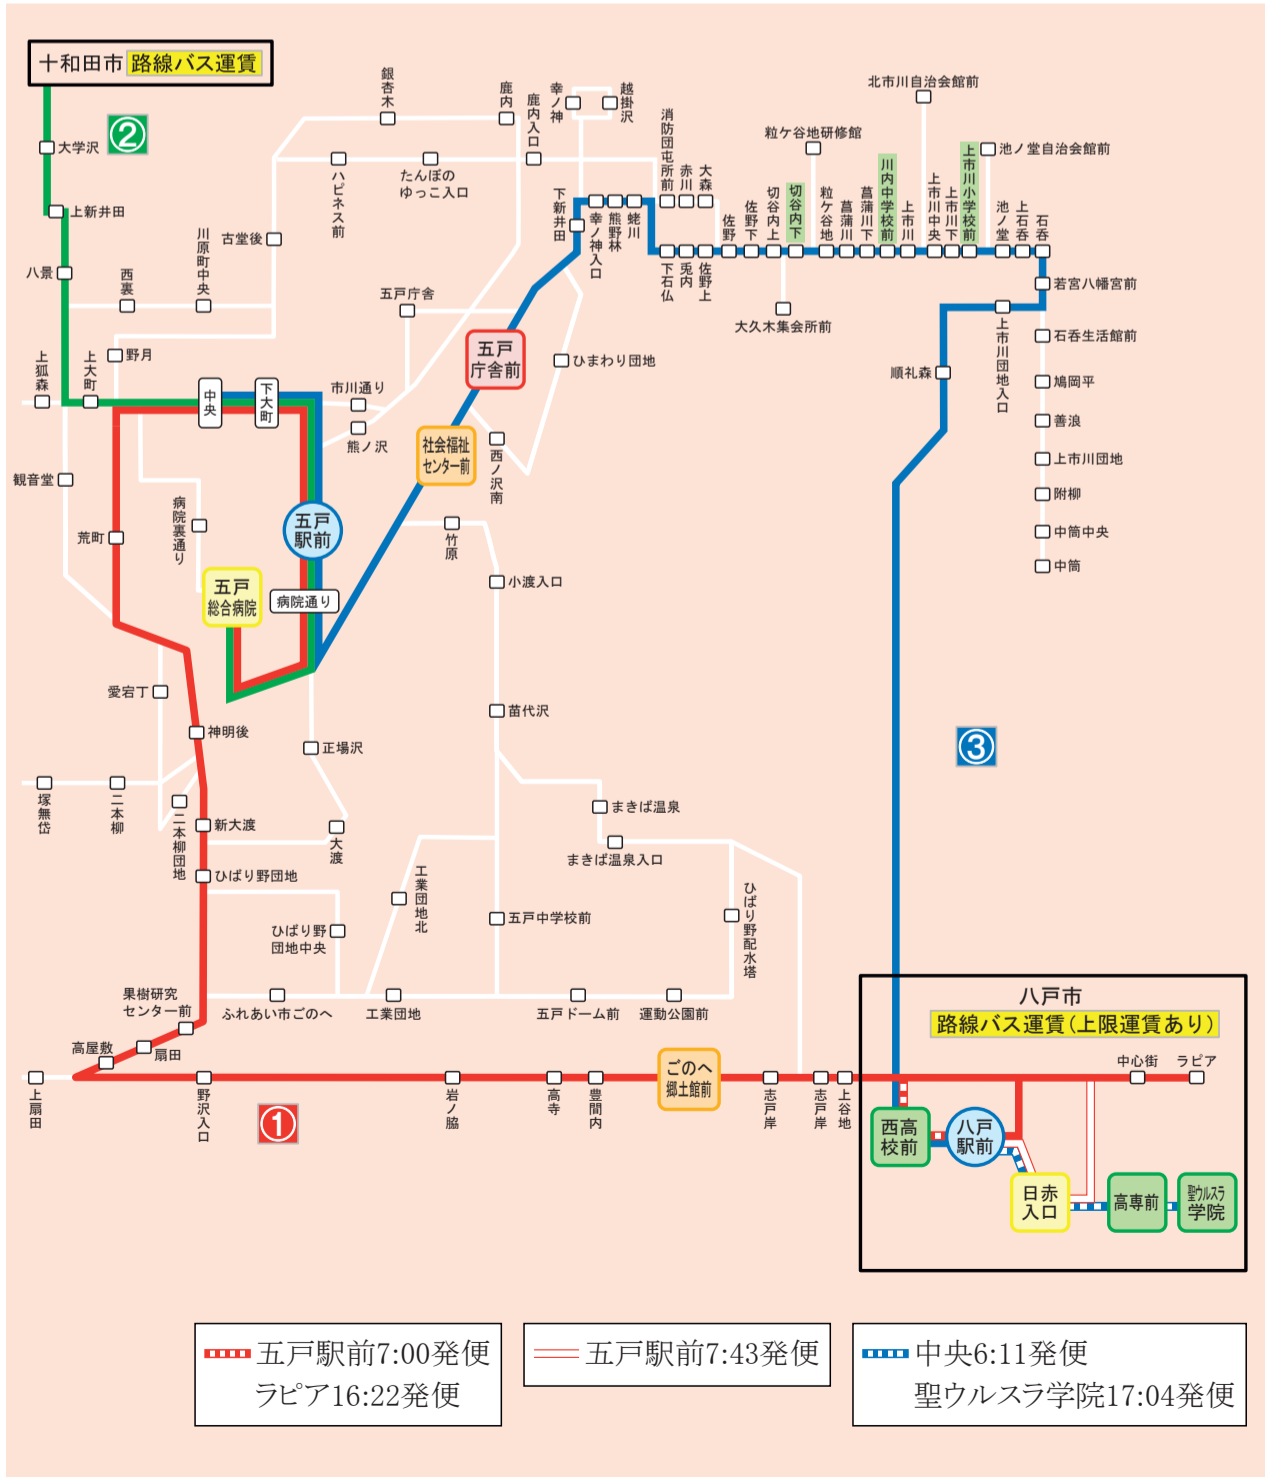 十和田市 路線バス運賃
②
大学沢
上新井田
八景
西裏
川原町中央
古堂後
銀杏木
鹿内
鹿内入口
ハピネス前
たんぽの
ゆっこ入口
幸ノ神
越掛沢
下新井田
幸ノ神入口
熊野林
蛯川
消防団屯所前
赤川
大森
下石仏
兎内
佐野上
佐野
佐野下
切谷内上
切谷内下
粒ケ谷地研修館
粒ケ谷地
菖蒲川
菖蒲川下
川内中学校前
上市川
北市川自治会館前
上市川中央
上市川下
上市川小学校前
池ノ堂自治会館前
池ノ堂
上石呑
石呑
大久木集会所前
若宮八幡宮前
上市川団地入口
石呑生活館前
鳩岡平
善浪
上市川団地
附柳
中筒中央
中筒
順礼森
五戸庁舎
五戸
庁舎前
ひまわり団地
野月
上狐森
上大町
中央
下大町
市川通り
熊ノ沢
社会福祉
センター前
西ノ沢南
観音堂
病院裏通り
荒町
五戸
駅前
竹原
五戸
総合病院
病院通り
小渡入口
愛宕丁
神明後
正場沢
苗代沢
③
塚無岱
二本柳
二本柳団地
新大渡
大渡
まきば温泉
まきば温泉入口
ひばり野団地
工業団地北
五戸中学校前
ひばり野配水塔
ひばり野
団地中央
果樹研究
センター前
ふれあい市ごのへ
工業団地
五戸ドーム前
運動公園前
高屋敷
扇田
上扇田
野沢入口
①
岩ノ脇
高寺
豊間内
ごのへ
郷土館前
志戸岸
志戸岸
上谷地
八戸市
路線バス運賃(上限運賃あり)
中心街
ラピア
西高
校前
八戸
駅前
日赤
入口
高専前
聖ウルスラ
学院
五戸駅前7:00発便
ラピア16:22発便
五戸駅前7:43発便
中央6:11発便
聖ウルスラ学院17:04発便